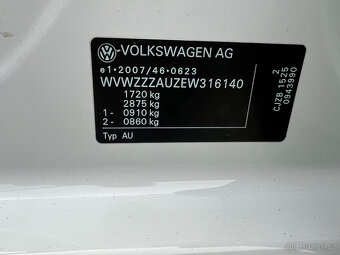 VOLKSWAGEN AG
e1*2007/46*0623
WVWZZZAUZEW316140
1720 kg
2875 kg
1 - 0910 kg
2 - 0860 kg
Typ AU
2
CJZB 1525
0943990